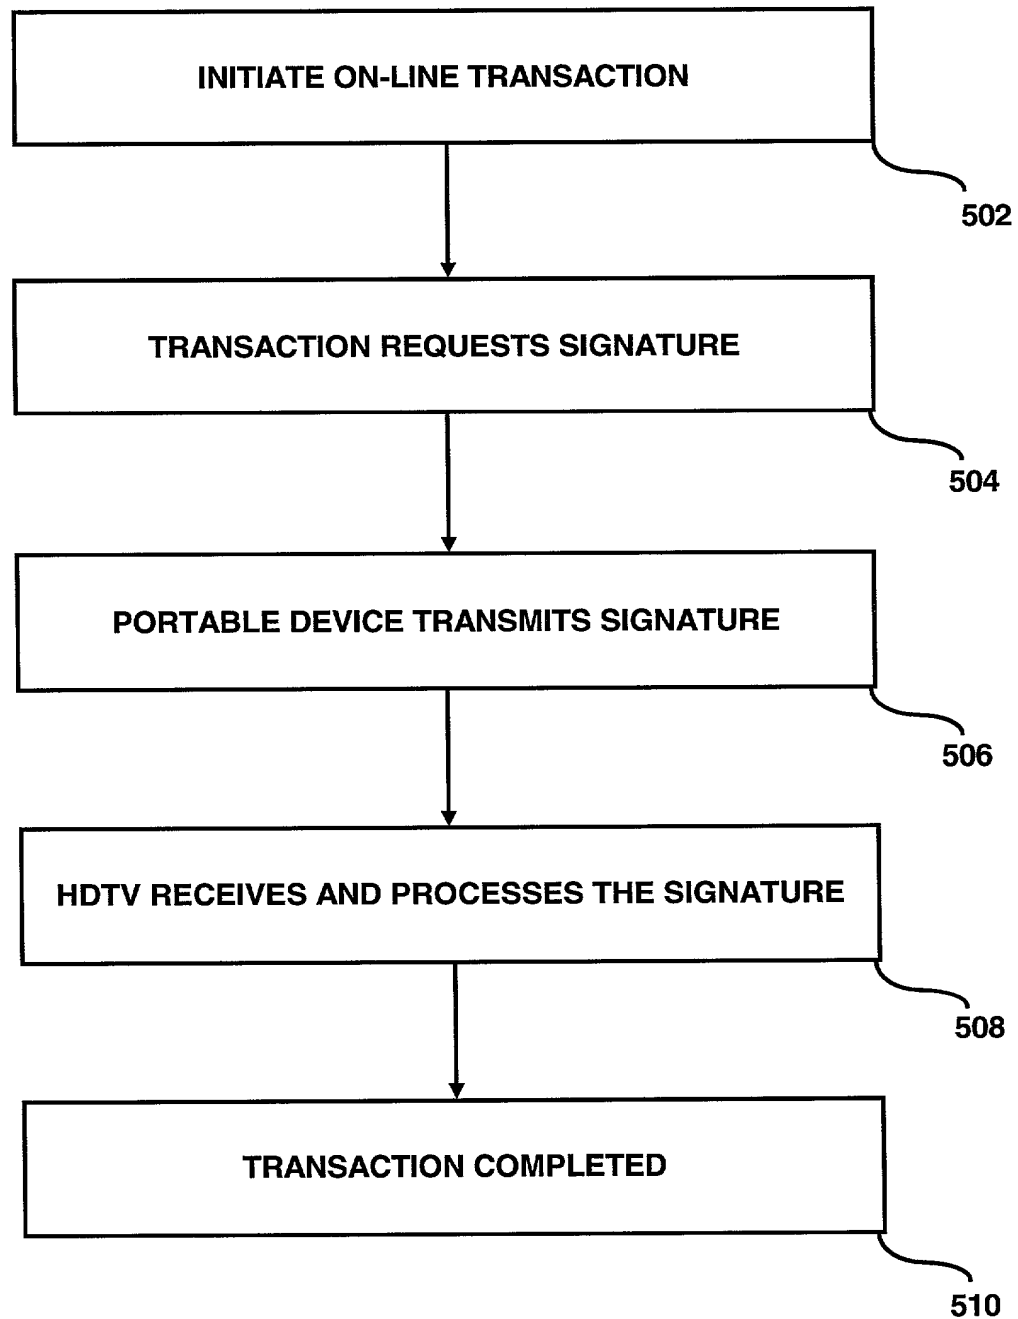 INITIATE ON-LINE TRANSACTION
502
TRANSACTION REQUESTS SIGNATURE
504
PORTABLE DEVICE TRANSMITS SIGNATURE
506
HDTV RECEIVES AND PROCESSES THE SIGNATURE
508
TRANSACTION COMPLETED
510